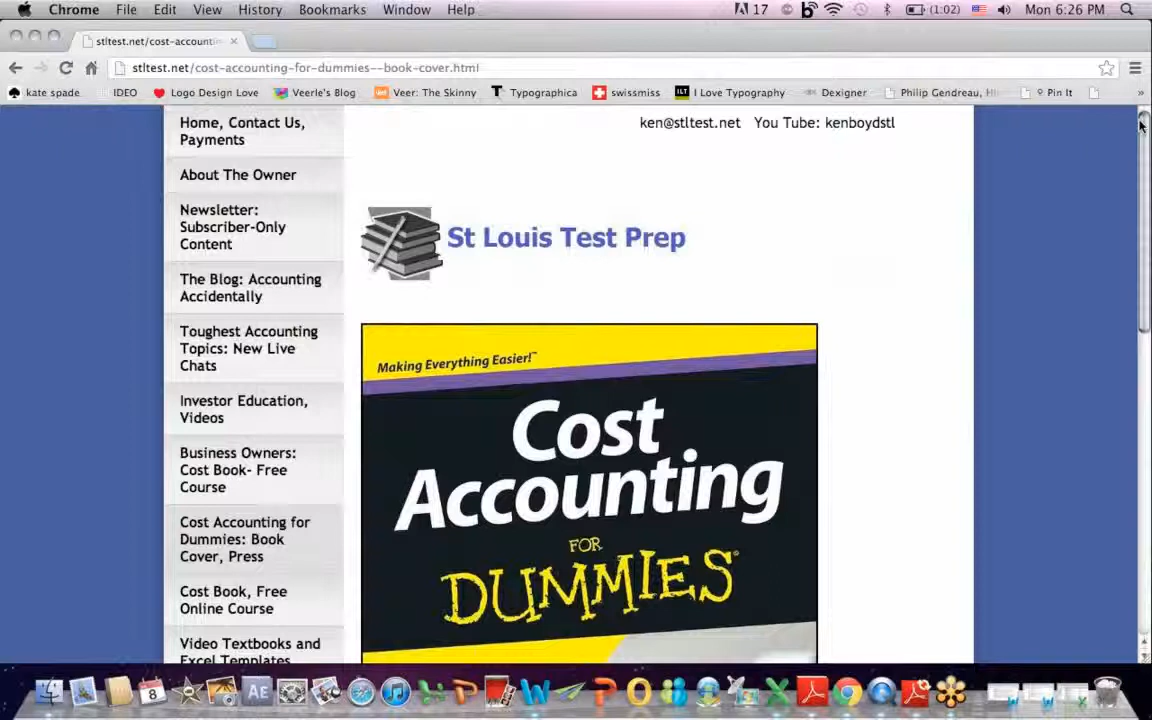 Chrome File Edit View History Bookmarks Window Help 17 (1:02) Mon 6:26 PM
stltest.net/cost-accountin
stltest.net/cost-accounting-for-dummies--book-cover.html
kate spade IDEO Logo Design Love Veerle's Blog Veer: The Skinny Typographica swissmiss I Love Typography Dexigner Philip Gendreau, Pin It »
Home, Contact Us,
Payments
ken@stltest.net You Tube: kenboydstl
About The Owner
Newsletter:
Subscriber-Only
Content
St Louis Test Prep
The Blog: Accounting
Accidentally
Toughest Accounting
Topics: New Live
Chats
Investor Education,
Videos
Business Owners:
Cost Book- Free
Course
Cost Accounting for
Dummies: Book
Cover, Press
Cost Book, Free
Online Course
Video Textbooks and
Excel Templates
Making Everything Easier!™
Cost
Accounting
FOR
DUMMIES®
8
AE